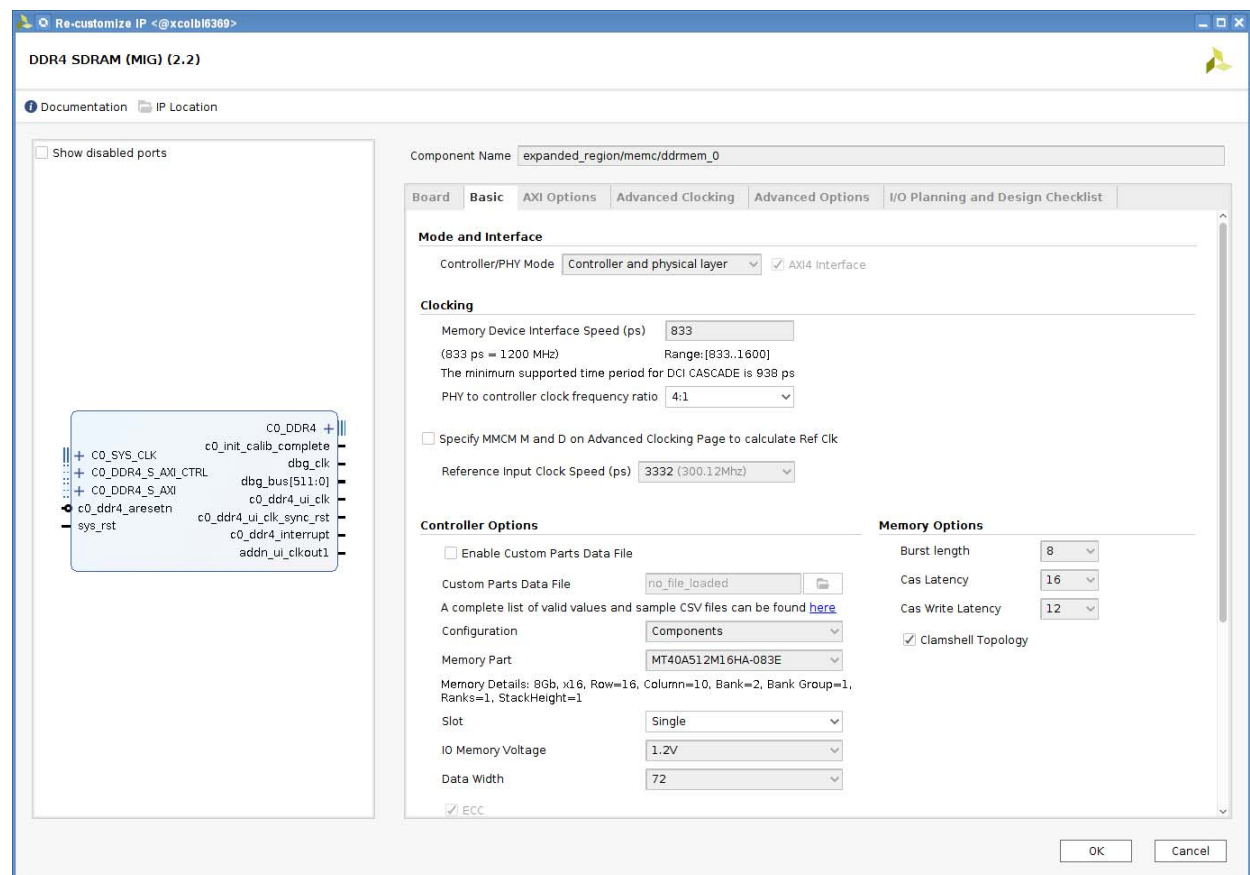 Re-customize IP <@xcolbl6369>
DDR4 SDRAM (MIG) (2.2)
Documentation IP Location
Show disabled ports
C0_SYS_CLK
C0_DDR4_S_AXI_CTRL
C0_DDR4_S_AXI
c0_ddr4_aresetn
sys_rst
C0_DDR4
c0_init_calib_complete
dbg_clk
dbg_bus[511:0]
c0_ddr4_ui_clk
c0_ddr4_ui_clk_sync_rst
c0_ddr4_interrupt
addn_ui_clkout1
Component Name expanded_region/memc/ddrmem_0
Board Basic AXI Options Advanced Clocking Advanced Options I/O Planning and Design Checklist
Mode and Interface
Controller/PHY Mode Controller and physical layer AXI4 Interface
Clocking
Memory Device Interface Speed (ps) 833
(833 ps = 1200 MHz) Range:[833..1600]
The minimum supported time period for DCI CASCADE is 938 ps
PHY to controller clock frequency ratio 4:1
Specify MMCM M and D on Advanced Clocking Page to calculate Ref Clk
Reference Input Clock Speed (ps) 3332 (300.12Mhz)
Controller Options
Enable Custom Parts Data File
Custom Parts Data File no_file_loaded
A complete list of valid values and sample CSV files can be found here
Configuration Components
Memory Part MT40A512M16HA-083E
Memory Details: 8Gb, x16, Row=16, Column=10, Bank=2, Bank Group=1,
Ranks=1, StackHeight=1
Slot Single
IO Memory Voltage 1.2V
Data Width 72
ECC
Memory Options
Burst length 8
Cas Latency 16
Cas Write Latency 12
Clamshell Topology
OK Cancel